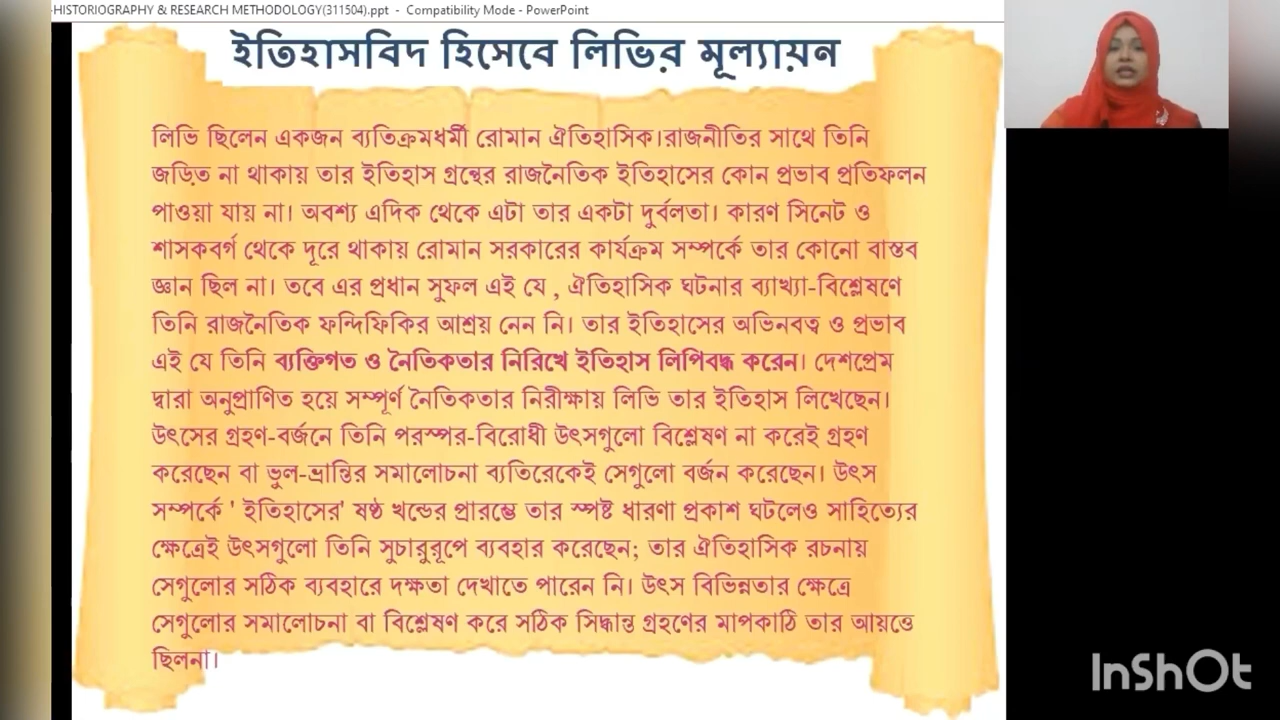 -HISTORIOGRAPHY & RESEARCH METHODOLOGY(311504).ppt - Compatibility Mode - PowerPoint
ইতিহাসবিদ হিসেবে লিভির মূল্যায়ন
লিভি ছিলেন একজন ব্যতিক্রমধর্মী রোমান ঐতিহাসিক।রাজনীতির সাথে তিনি
জড়িত না থাকায় তার ইতিহাস গ্রন্থের রাজনৈতিক ইতিহাসের কোন প্রভাব প্রতিফলন
পাওয়া যায় না। অবশ্য এদিক থেকে এটা তার একটা দুর্বলতা। কারণ সিনেট ও
শাসকবর্গ থেকে দূরে থাকায় রোমান সরকারের কার্যক্রম সম্পর্কে তার কোনো বাস্তব
জ্ঞান ছিল না। তবে এর প্রধান সুফল এই যে , ঐতিহাসিক ঘটনার ব্যাখ্যা-বিশ্লেষণে
তিনি রাজনৈতিক ফন্দিফিকির আশ্রয় নেন নি। তার ইতিহাসের অভিনবত্ব ও প্রভাব
এই যে তিনি ব্যক্তিগত ও নৈতিকতার নিরিখে ইতিহাস লিপিবদ্ধ করেন। দেশপ্রেম
দ্বারা অনুপ্রাণিত হয়ে সম্পূর্ণ নৈতিকতার নিরীক্ষায় লিভি তার ইতিহাস লিখেছেন।
উৎসের গ্রহণ-বর্জনে তিনি পরস্পর-বিরোধী উৎসগুলো বিশ্লেষণ না করেই গ্রহণ
করেছেন বা ভুল-ভ্রান্তির সমালোচনা ব্যতিরেকেই সেগুলো বর্জন করেছেন। উৎস
সম্পর্কে ' ইতিহাসের' ষষ্ঠ খন্ডের প্রারম্ভে তার স্পষ্ট ধারণা প্রকাশ ঘটলেও সাহিত্যের
ক্ষেত্রেই উৎসগুলো তিনি সুচারুরূপে ব্যবহার করেছেন; তার ঐতিহাসিক রচনায়
সেগুলোর সঠিক ব্যবহারে দক্ষতা দেখাতে পারেন নি। উৎস বিভিন্নতার ক্ষেত্রে
সেগুলোর সমালোচনা বা বিশ্লেষণ করে সঠিক সিদ্ধান্ত গ্রহণের মাপকাঠি তার আয়ত্তে
ছিলনা।
InShOt